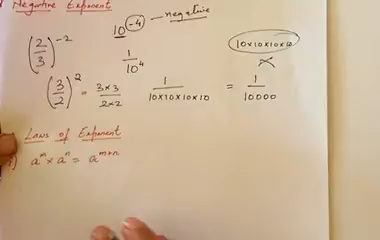 Negative Exponent
10^-4 — negative
(2/3)^-2
1/10^4
10×10×10×10
(3/2)^2 = 3×3/2×2
1/10×10×10×10 = 1/10000
Laws of Exponent
1) a^m × a^n = a^m+n